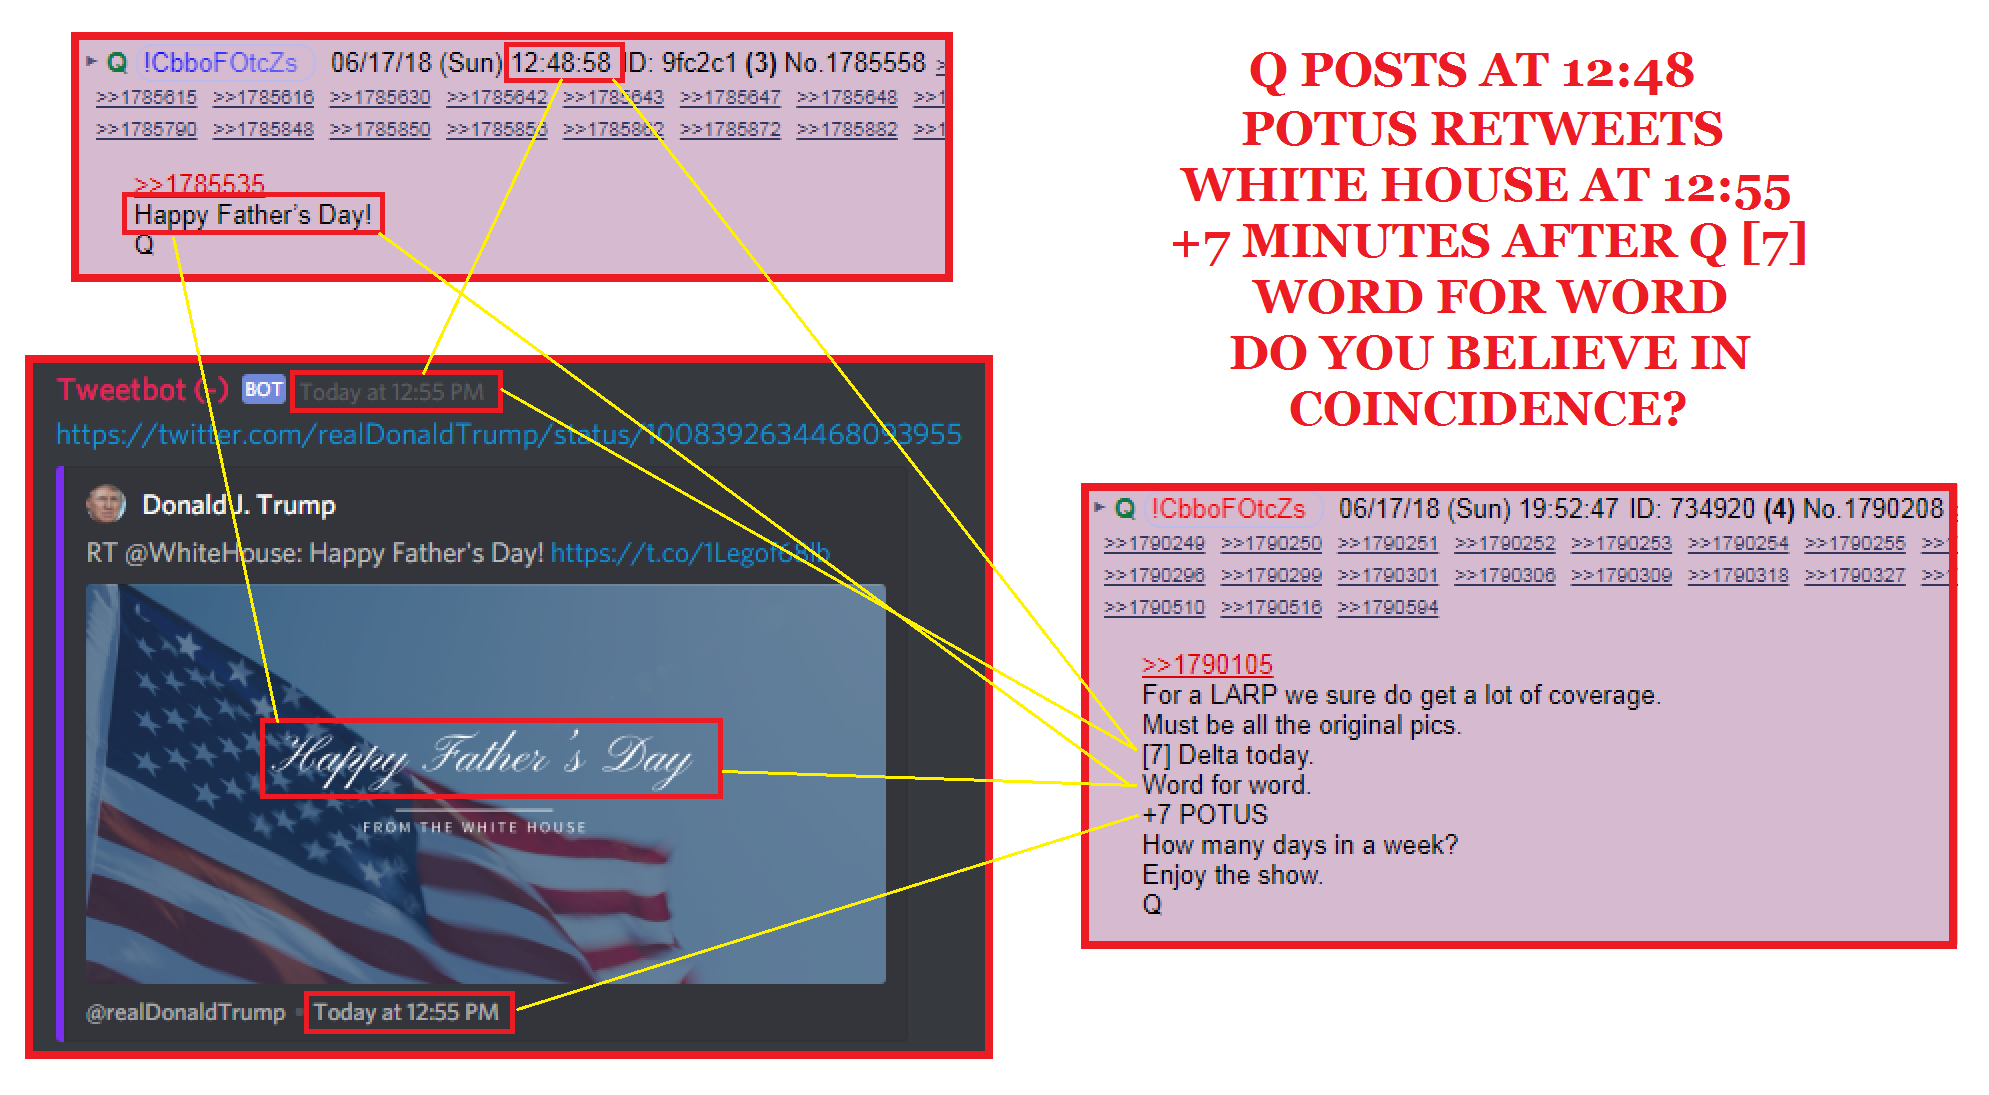 Q !CbboFOtcZs 06/17/18 (Sun) 12:48:58 ID: 9fc2c1 (3) No.1785558
>>1785615 >>1785616 >>1785630 >>1785642 >>1785643 >>1785647 >>1785648 >>1
>>1785790 >>1785848 >>1785850 >>1785856 >>1785862 >>1785872 >>1785882 >>1
>>1785535
Happy Father's Day!
Q
Q POSTS AT 12:48
POTUS RETWEETS
WHITE HOUSE AT 12:55
+7 MINUTES AFTER Q [7]
WORD FOR WORD
DO YOU BELIEVE IN
COINCIDENCE?
Tweetbot (-) BOT Today at 12:55 PM
https://twitter.com/realDonaldTrump/status/1008392634468093955
Donald J. Trump
RT @WhiteHouse: Happy Father's Day!
Happy Father's Day
FROM THE WHITE HOUSE
@realDonaldTrump Today at 12:55 PM
Q !CbboFOtcZs 06/17/18 (Sun) 19:52:47 ID: 734920 (4) No.1790208
>>1790249 >>1790250 >>1790251 >>1790252 >>1790253 >>1790254 >>1790255 >>1
>>1790296 >>1790299 >>1790301 >>1790306 >>1790309 >>1790318 >>1790327 >>1
>>1790510 >>1790516 >>1790594
>>1790105
For a LARP we sure do get a lot of coverage.
Must be all the original pics.
[7] Delta today.
Word for word.
+7 POTUS
How many days in a week?
Enjoy the show.
Q